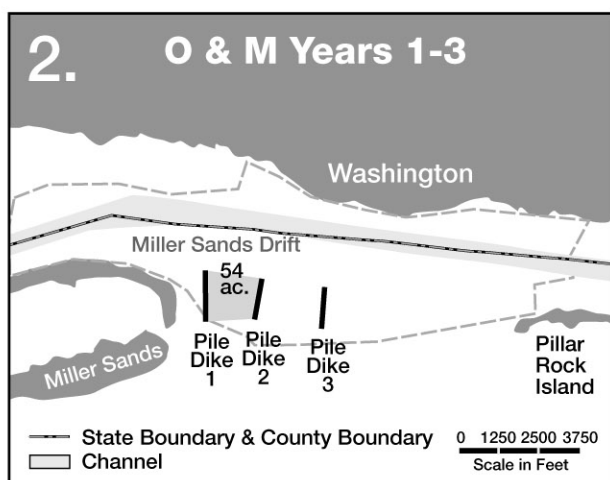 2.
O & M Years 1-3
Washington
Miller Sands Drift
54
ac.
Pile
Dike
1
Pile
Dike
2
Pile
Dike
3
Miller Sands
Pillar
Rock
Island
State Boundary & County Boundary
Channel
0 1250 2500 3750
Scale in Feet